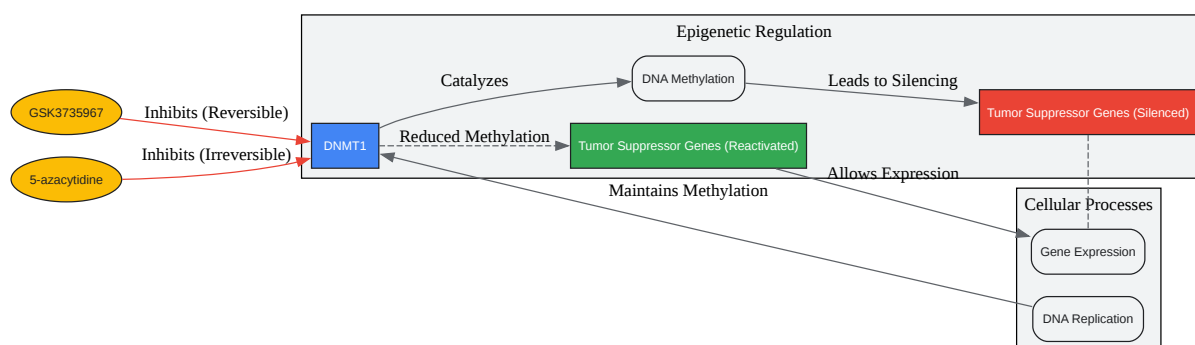 Epigenetic Regulation
Catalyzes
DNA Methylation
Leads to Silencing
GSK3735967
Inhibits (Reversible)
Tumor Suppressor Genes (Silenced)
DNMT1
Reduced Methylation
Tumor Suppressor Genes (Reactivated)
Inhibits (Irreversible)
5-azacytidine
Allows Expression
Maintains Methylation
Cellular Processes
Gene Expression
DNA Replication